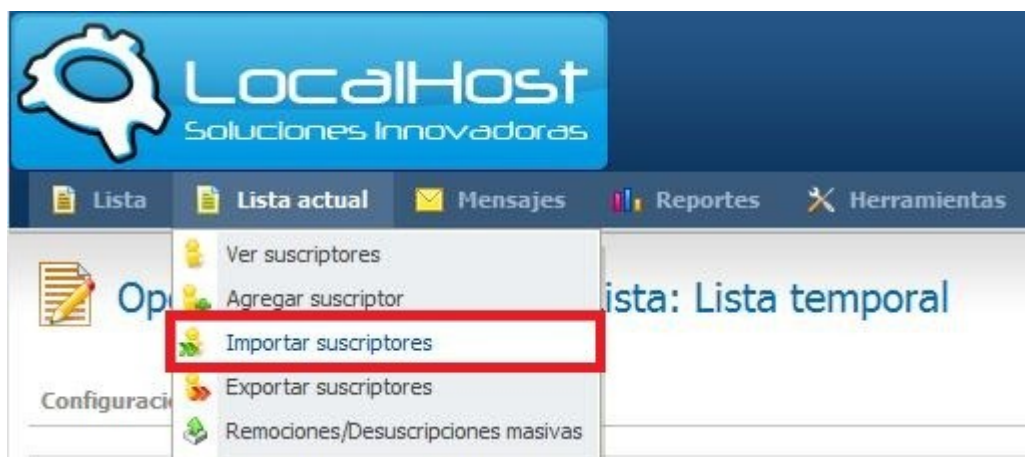 LocalHost
Soluciones Innovadoras
Lista Lista actual Mensajes Reportes Herramientas
Ver suscriptores
Agregar suscriptor
Op ista: Lista temporal
Importar suscriptores
Exportar suscriptores
Configuraci
Remociones/Desuscripciones masivas